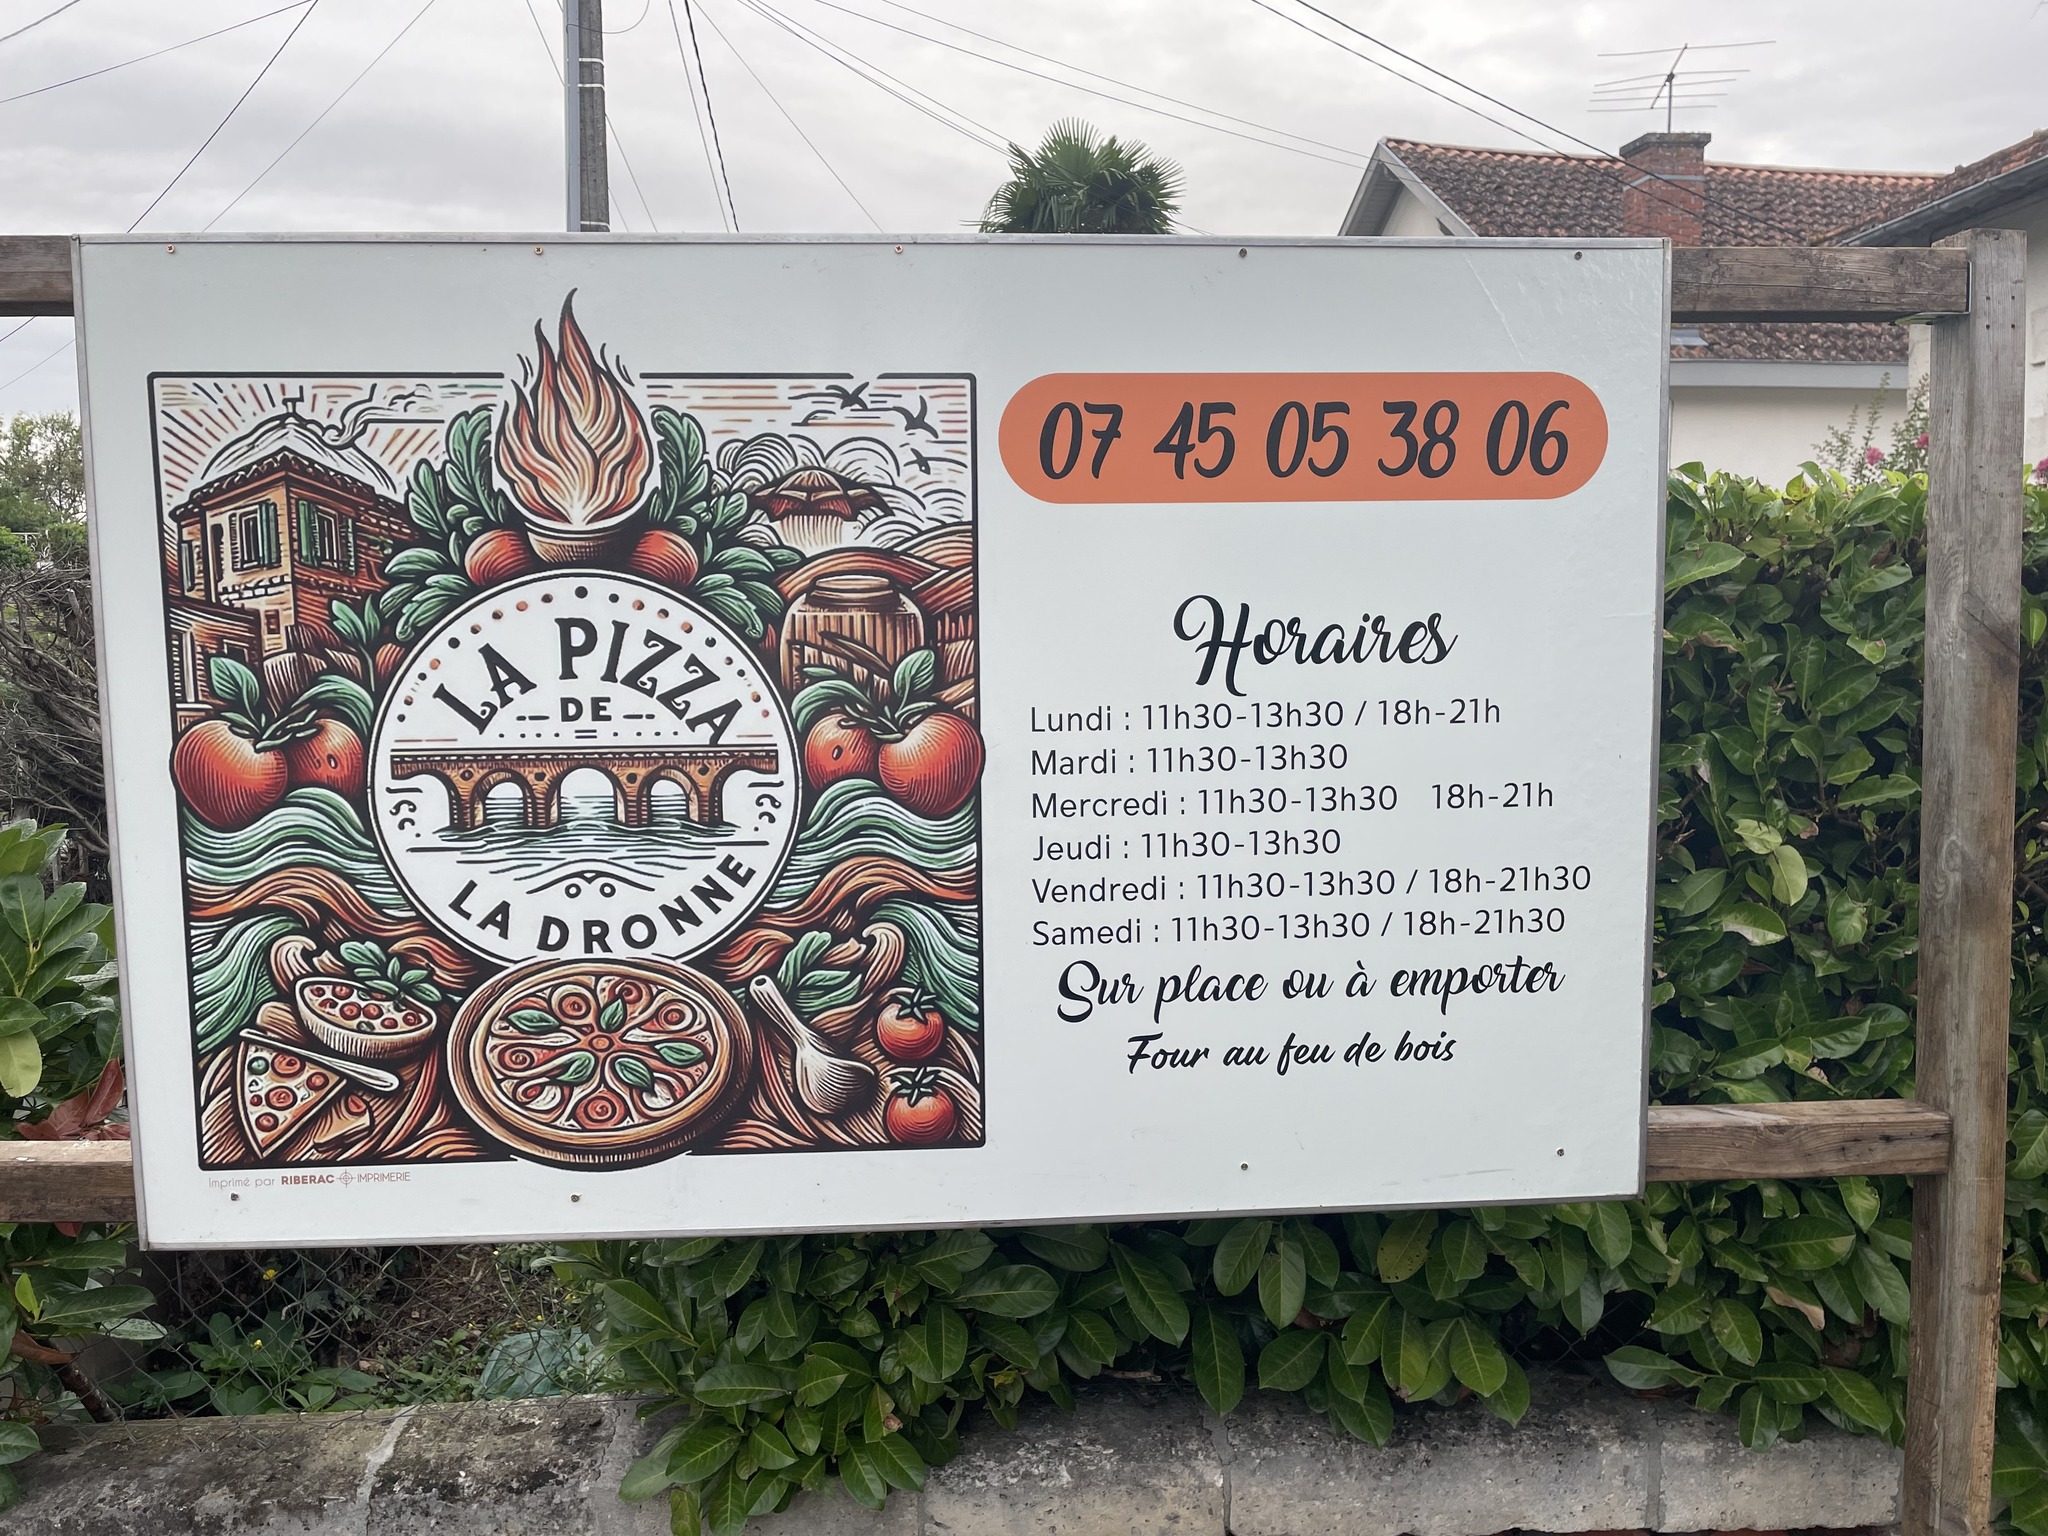 LA PIZZA
DE
LA DRONNE
Imprimé par RIBERAC IMPRIMERIE
07 45 05 38 06
Horaires
Lundi : 11h30-13h30 / 18h-21h
Mardi : 11h30-13h30
Mercredi : 11h30-13h30 18h-21h
Jeudi : 11h30-13h30
Vendredi : 11h30-13h30 / 18h-21h30
Samedi : 11h30-13h30 / 18h-21h30
Sur place ou à emporter
Four au feu de bois